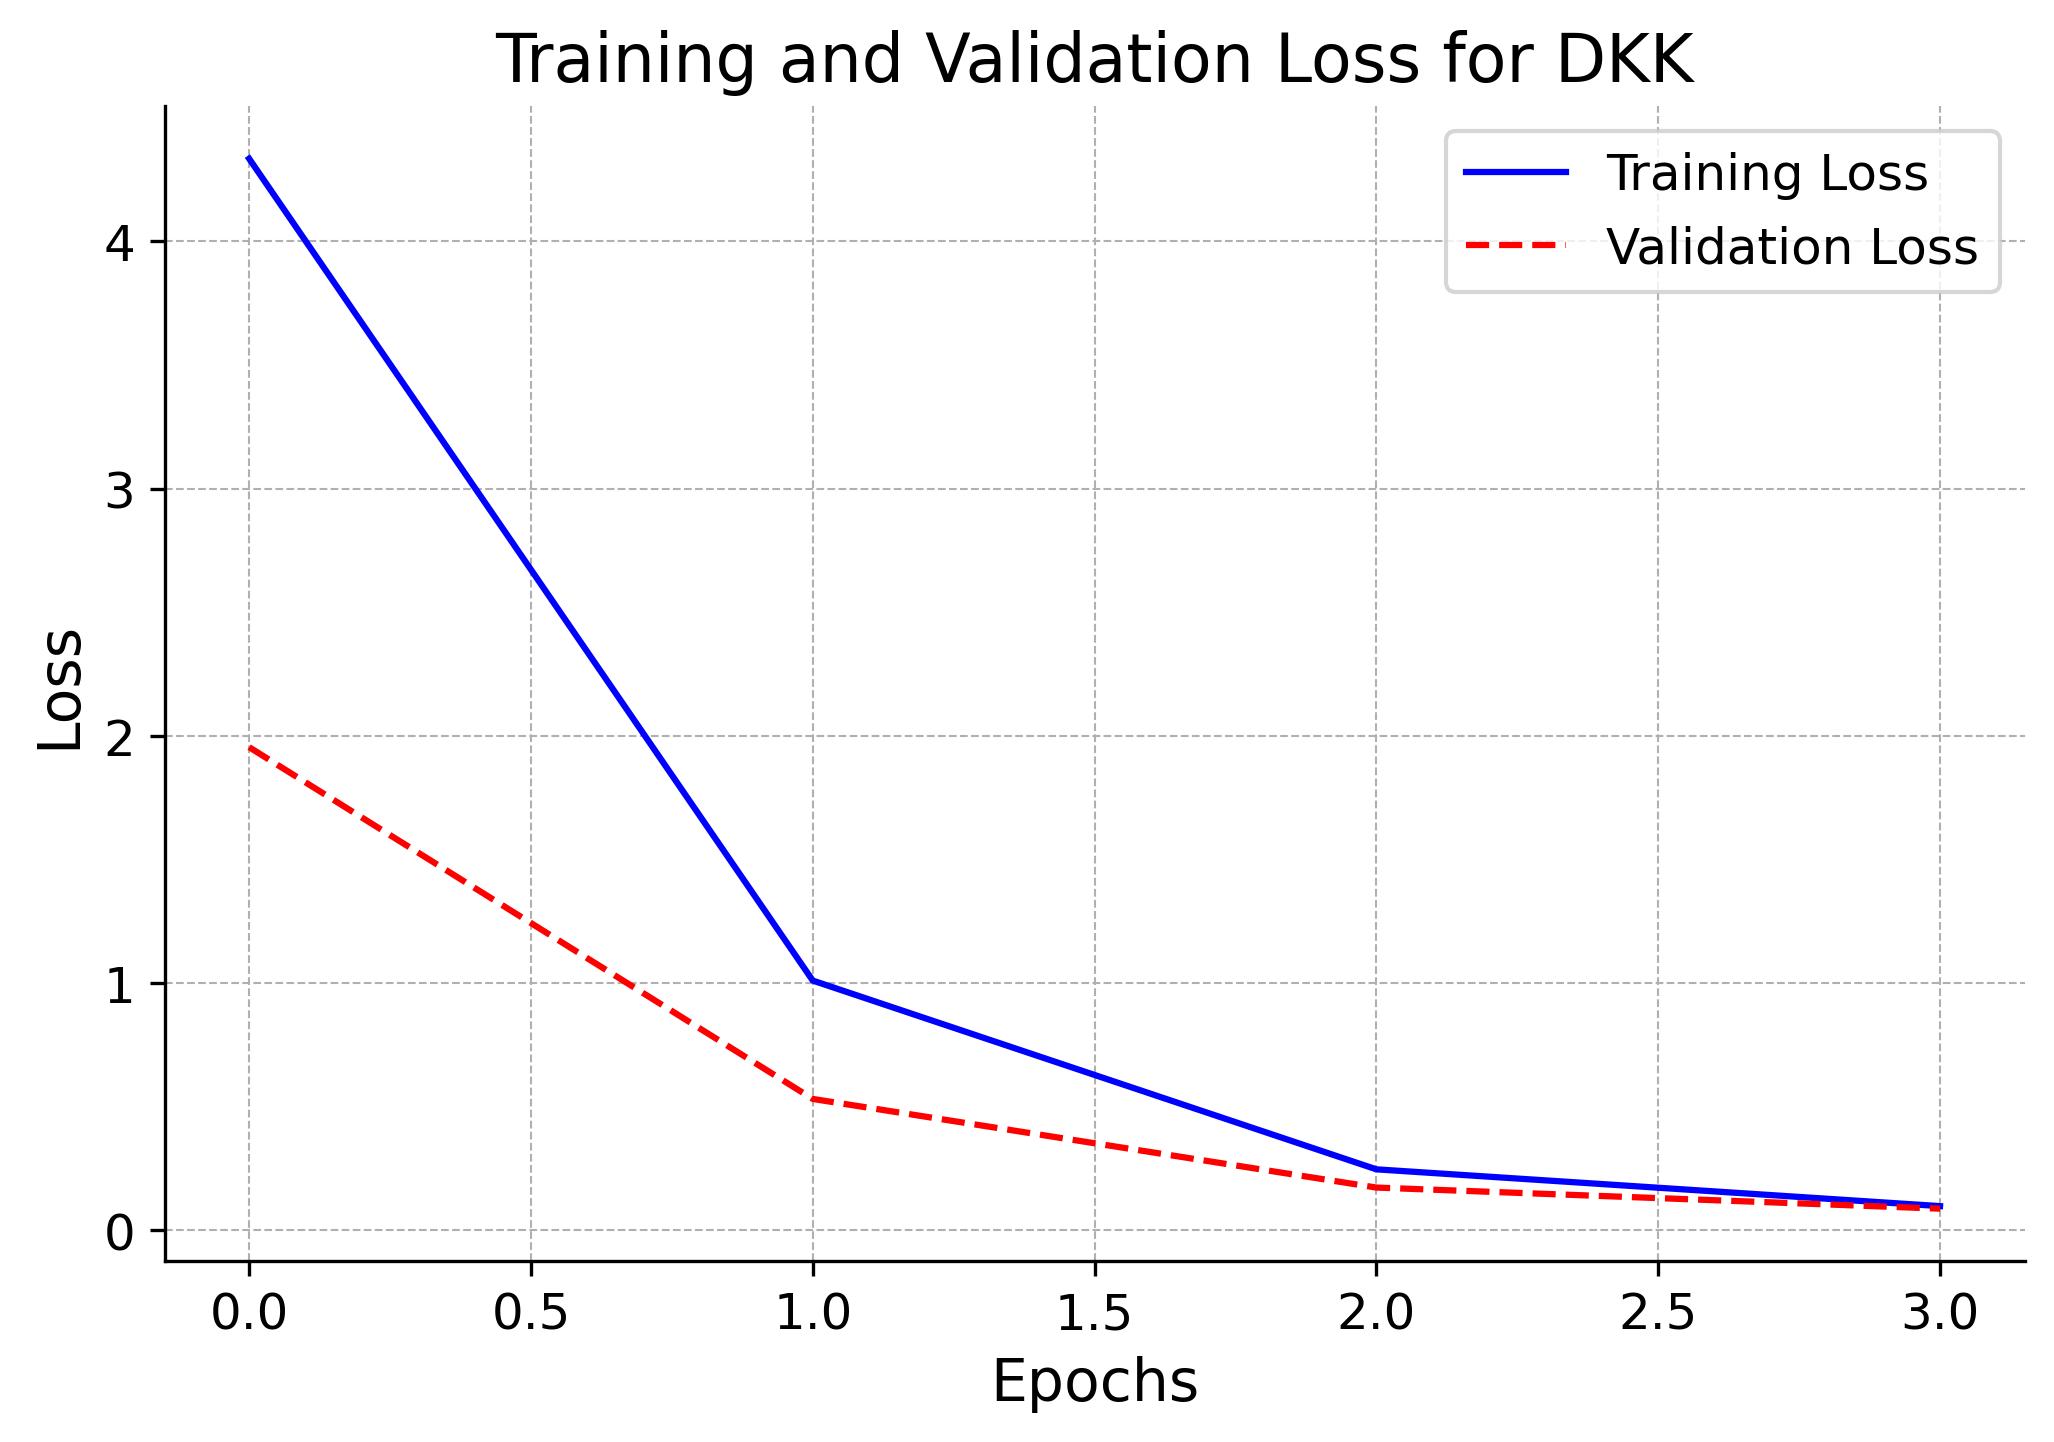 Training and Validation Loss for DKK
Training Loss
Validation Loss
Loss
4
3
2
1
0
0.0 0.5 1.0 1.5 2.0 2.5 3.0
Epochs